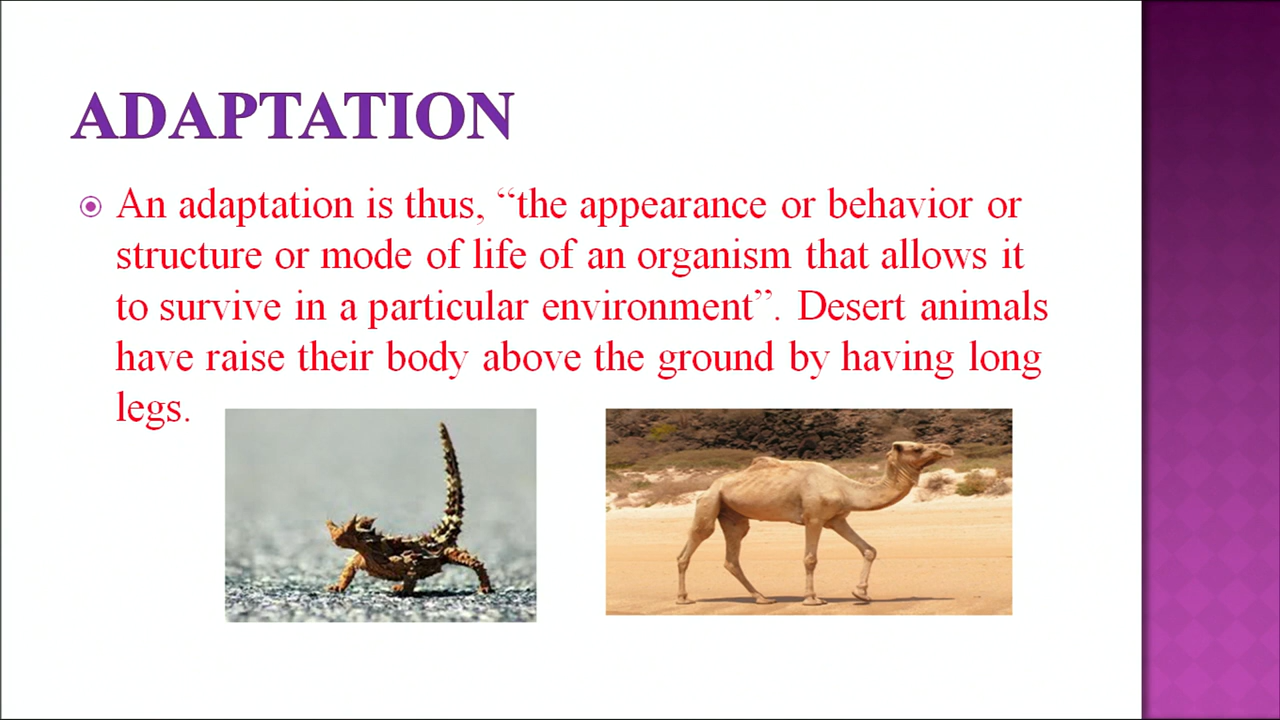 ADAPTATION
An adaptation is thus, “the appearance or behavior or
structure or mode of life of an organism that allows it
to survive in a particular environment”. Desert animals
have raise their body above the ground by having long
legs.